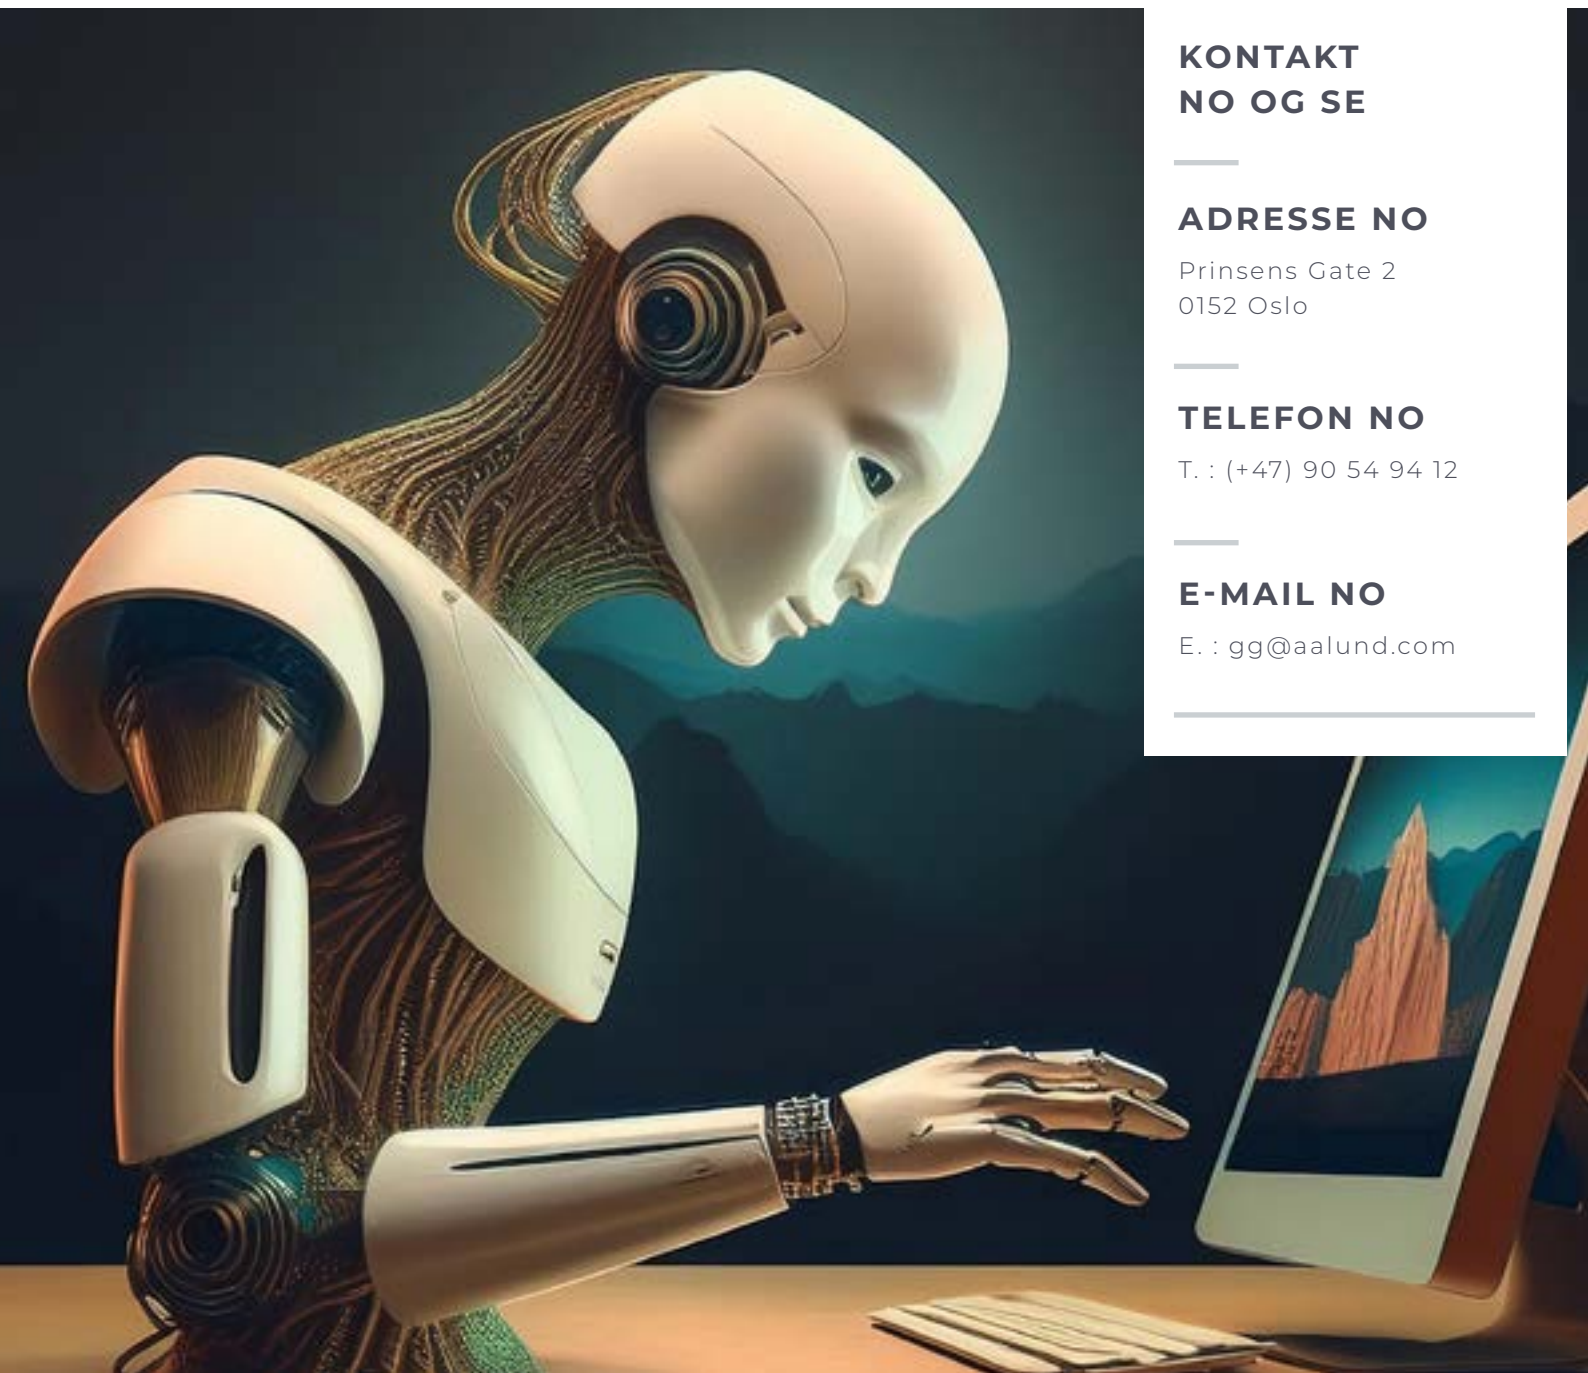 KONTAKT
NO OG SE
ADRESSE NO
Prinsens Gate 2
0152 Oslo
TELEFON NO
T. : (+47) 90 54 94 12
E-MAIL NO
E. : gg@aalund.com